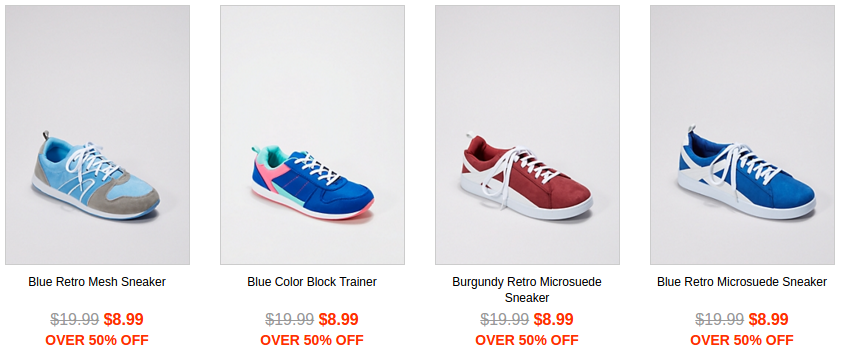 Blue Retro Mesh Sneaker
$19.99 $8.99
OVER 50% OFF
Blue Color Block Trainer
$19.99 $8.99
OVER 50% OFF
Burgundy Retro Microsuede
Sneaker
$19.99 $8.99
OVER 50% OFF
Blue Retro Microsuede Sneaker
$19.99 $8.99
OVER 50% OFF